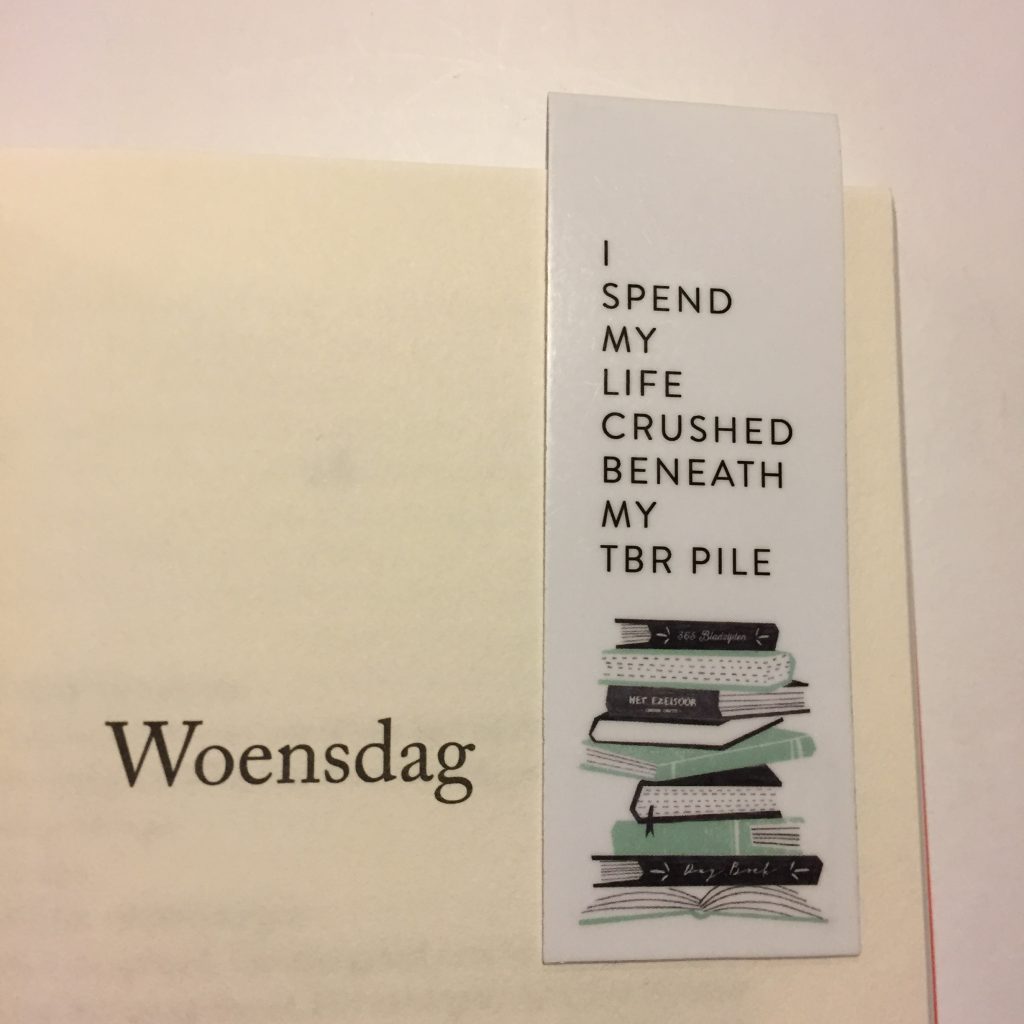 I
SPEND
MY
LIFE
CRUSHED
BENEATH
MY
TBR PILE
365 Bladzijden
HET EZELSOOR
Dag Boek
Woensdag